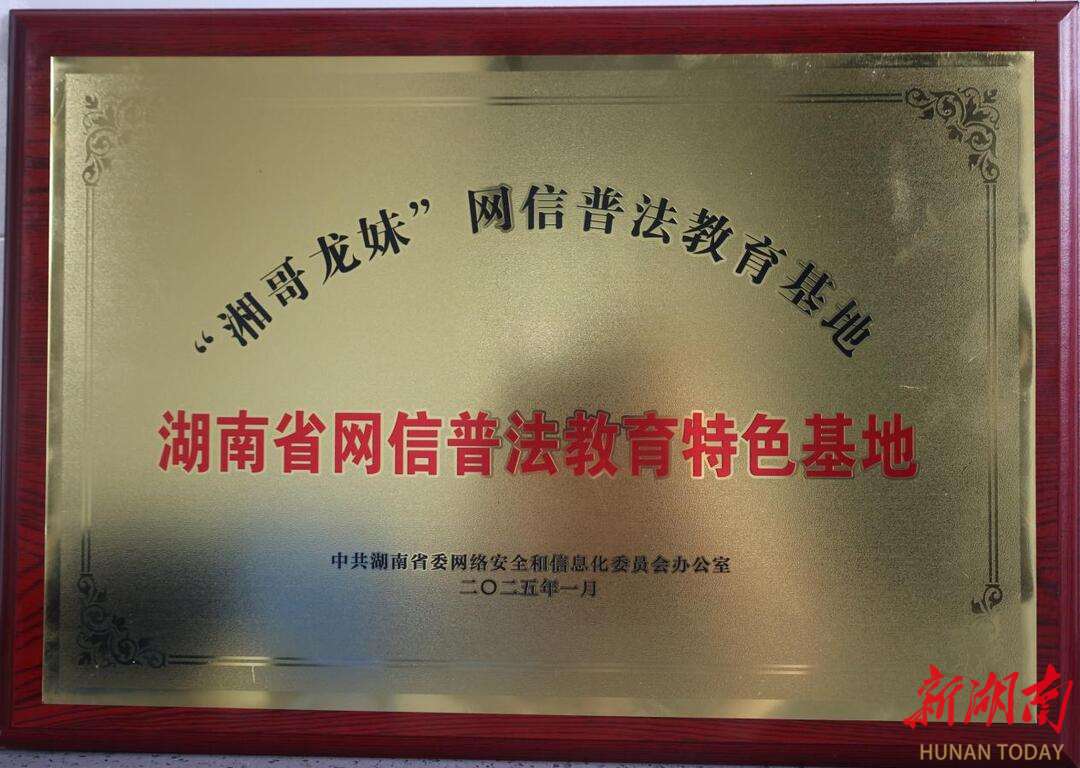 “湘哥龙妹”网信普法教育基地
湖南省网信普法教育特色基地
中共湖南省委网络安全和信息化委员会办公室
二〇二五年一月
新湖南
HUNAN TODAY